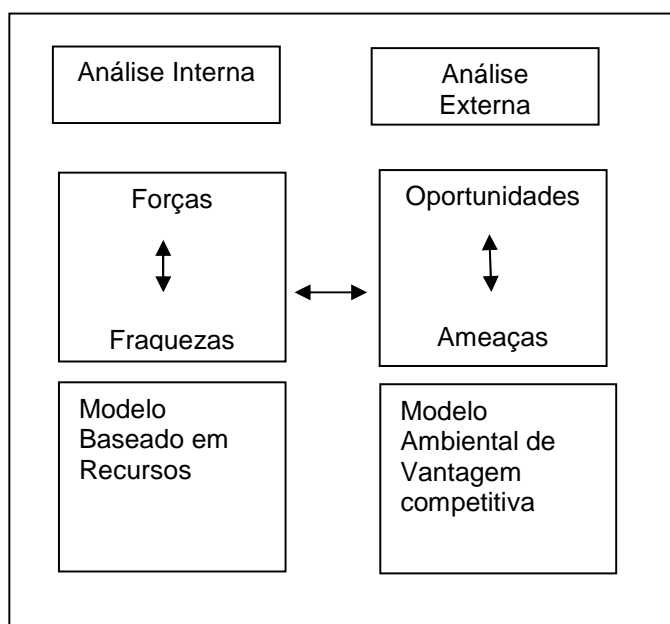 Análise Interna
Análise
Externa
Forças
Fraquezas
Oportunidades
Ameaças
Modelo
Baseado em
Recursos
Modelo
Ambiental de
Vantagem
competitiva